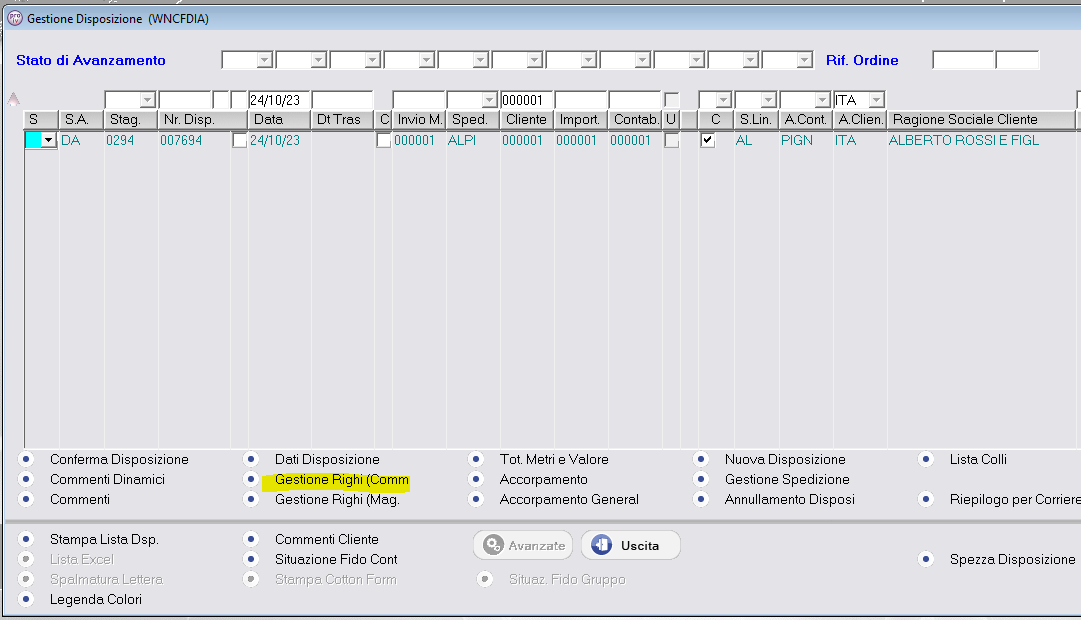 Gestione Disposizione (WNCFDIA)
Stato di Avanzamento Rif. Ordine
24/10/23 000001 ITA
S S.A. Stag. Nr. Disp. Data Dt Tras C Invio M. Sped. Cliente Import. Contab. U C S.Lin. A.Cont. A.Clien. Ragione Sociale Cliente
DA 0294 007694 24/10/23 000001 ALPI 000001 000001 000001 AL PIGN ITA ALBERTO ROSSI E FIGL
Conferma Disposizione Dati Disposizione Tot. Metri e Valore Nuova Disposizione Lista Colli
Commenti Dinamici Gestione Righi (Comm Accorpamento Gestione Spedizione
Commenti Gestione Righi (Mag. Accorpamento General Annullamento Disposi Riepilogo per Corriere
Stampa Lista Dsp. Commenti Cliente Avanzate Uscita
Lista Excel Situazione Fido Cont Spezza Disposizione
Spalmatura Lettera Stampa Cotton Form Situaz. Fido Gruppo
Legenda Colori